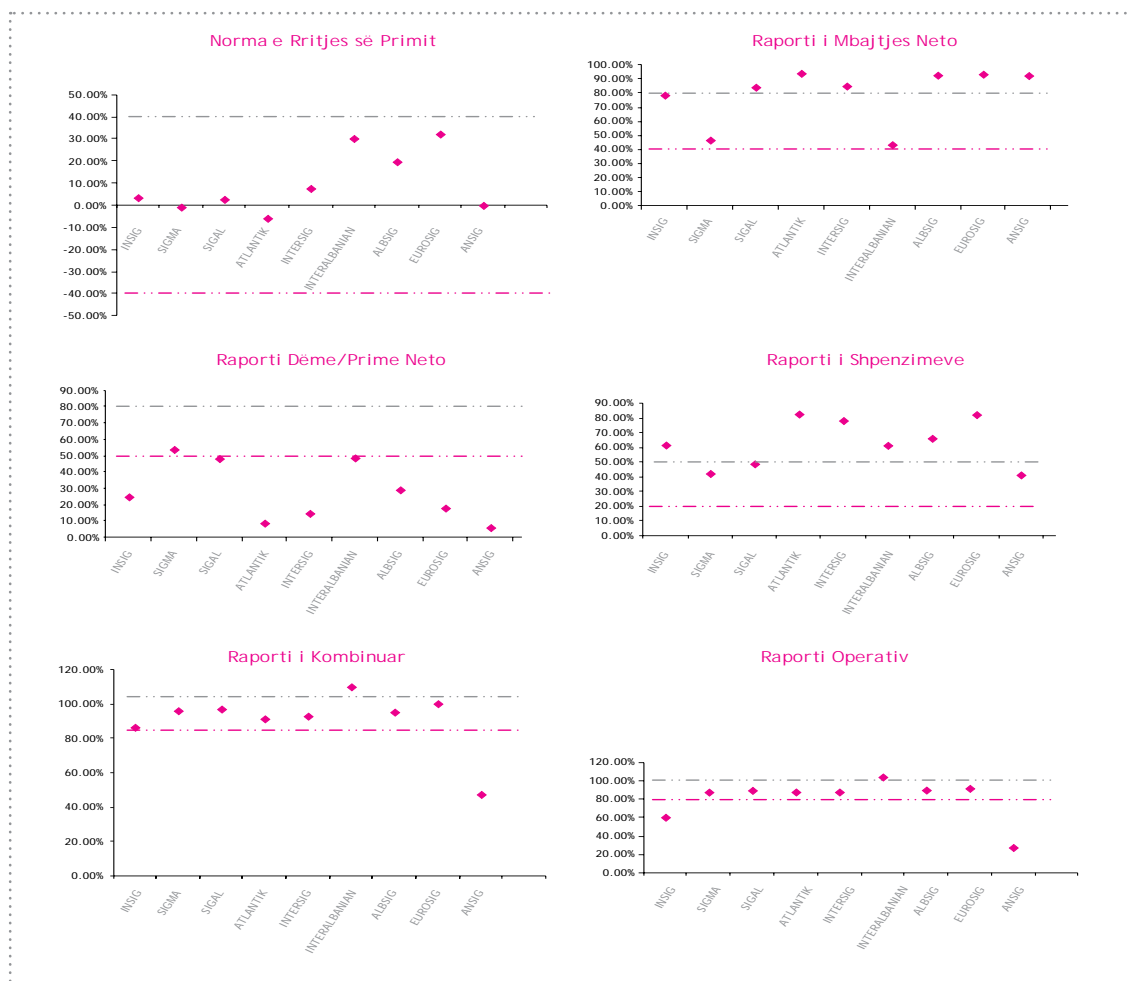 Norma e Rritjes së Primit
50.00%
40.00%
30.00%
20.00%
10.00%
0.00%
-10.00%
-20.00%
-30.00%
-40.00%
-50.00%
INSIG
SIGMA
SIGAL
ATLANTIK
INTERSIG
INTERALBANIAN
ALBSIG
EUROSIG
ANSIG
Raporti i Mbajtjes Neto
100.00%
90.00%
80.00%
70.00%
60.00%
50.00%
40.00%
30.00%
20.00%
10.00%
0.00%
INSIG
SIGMA
SIGAL
ATLANTIK
INTERSIG
INTERALBANIAN
ALBSIG
EUROSIG
ANSIG
Raporti Dëme/Prime Neto
90.00%
80.00%
70.00%
60.00%
50.00%
40.00%
30.00%
20.00%
10.00%
0.00%
INSIG
SIGMA
SIGAL
ATLANTIK
INTERSIG
INTERALBANIAN
ALBSIG
EUROSIG
ANSIG
Raporti i Shpenzimeve
90.00%
80.00%
70.00%
60.00%
50.00%
40.00%
30.00%
20.00%
10.00%
0.00%
INSIG
SIGMA
SIGAL
ATLANTIK
INTERSIG
INTERALBANIAN
ALBSIG
EUROSIG
ANSIG
Raporti i Kombinuar
120.00%
100.00%
80.00%
60.00%
40.00%
20.00%
0.00%
INSIG
SIGMA
SIGAL
ATLANTIK
INTERSIG
INTERALBANIAN
ALBSIG
EUROSIG
ANSIG
Raporti Operativ
120.00%
100.00%
80.00%
60.00%
40.00%
20.00%
0.00%
INSIG
SIGMA
SIGAL
ATLANTIK
INTERSIG
INTERALBANIAN
ALBSIG
EUROSIG
ANSIG